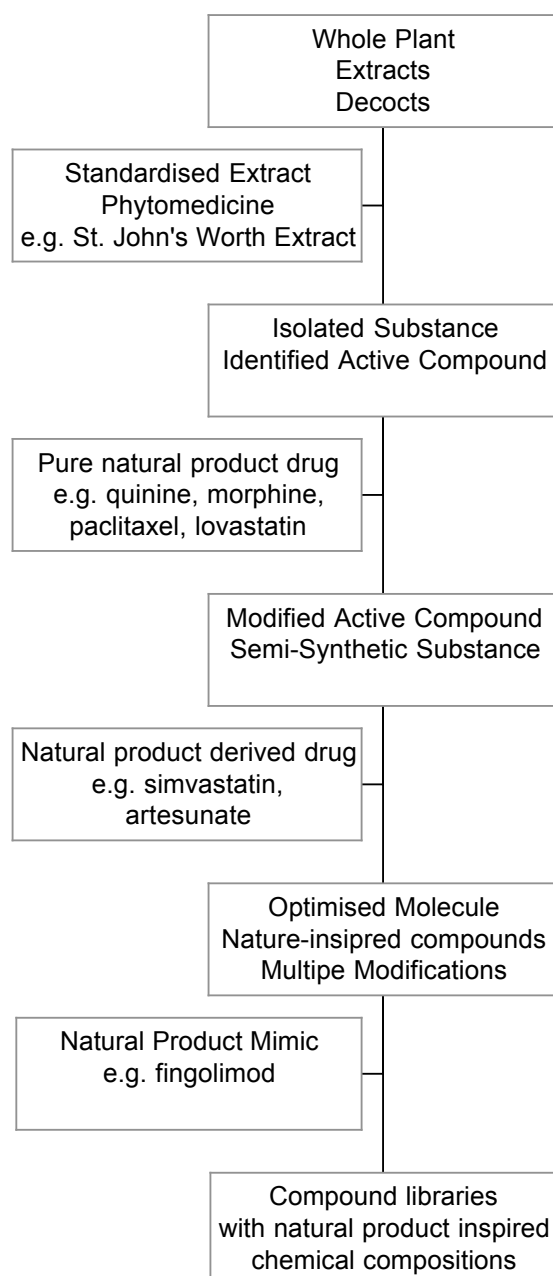 Whole Plant
Extracts
Decocts
Standardised Extract
Phytomedicine
e.g. St. John's Worth Extract
Isolated Substance
Identified Active Compound
Pure natural product drug
e.g. quinine, morphine,
paclitaxel, lovastatin
Modified Active Compound
Semi-Synthetic Substance
Natural product derived drug
e.g. simvastatin,
artesunate
Optimised Molecule
Nature-insipred compounds
Multipe Modifications
Natural Product Mimic
e.g. fingolimod
Compound libraries
with natural product inspired
chemical compositions